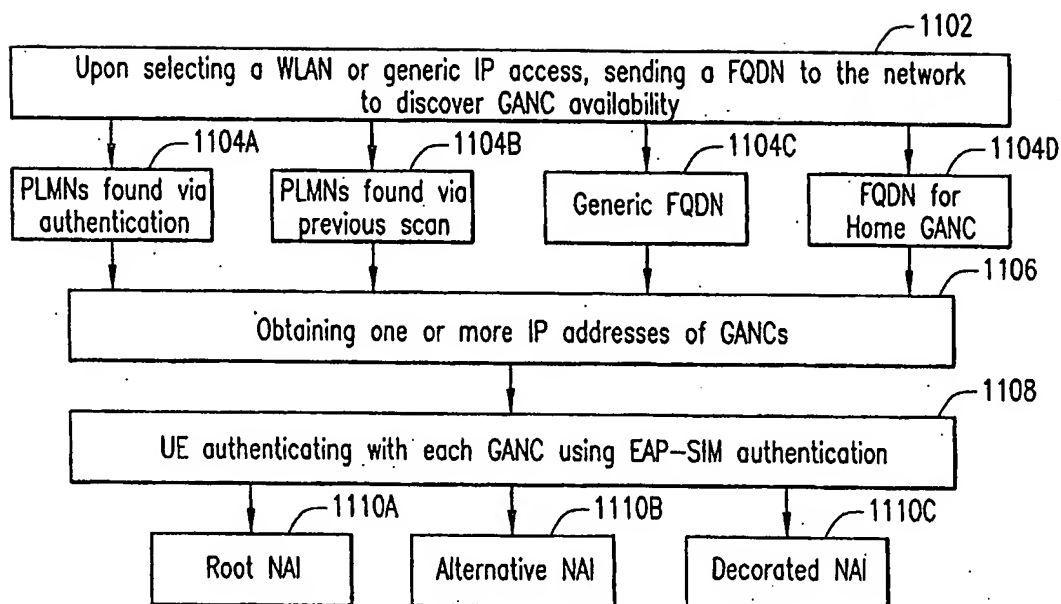 1102
Upon selecting a WLAN or generic IP access, sending a FQDN to the network
to discover GANC availability
1104A
1104B
1104C
1104D
PLMNs found via
authentication
PLMNs found via
previous scan
Generic FQDN
FQDN for
Home GANC
1106
Obtaining one or more IP addresses of GANCs
1108
UE authenticating with each GANC using EAP-SIM authentication
1110A
1110B
1110C
Root NAI
Alternative NAI
Decorated NAI